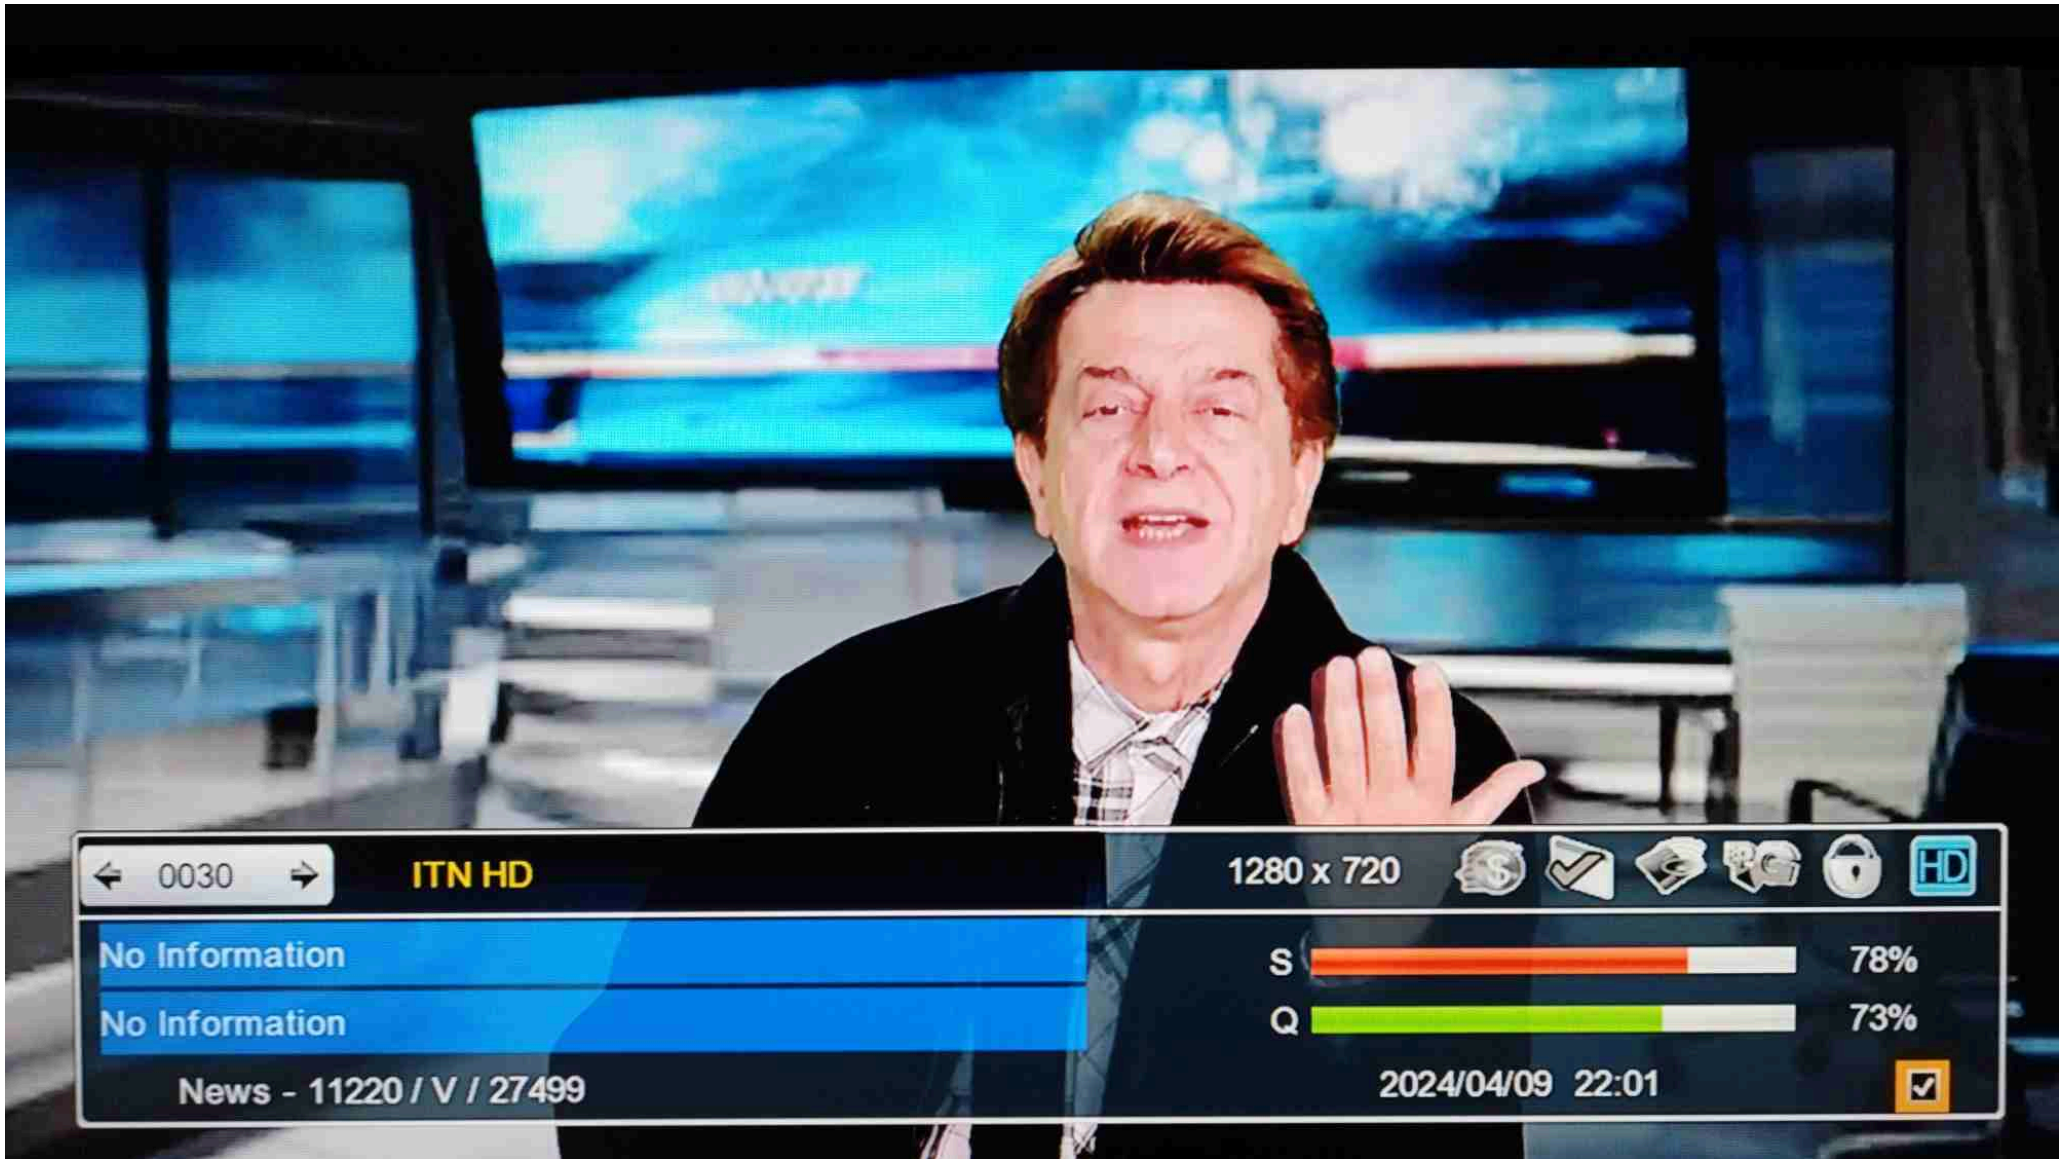 0030
ITN HD
1280 x 720
HD
No Information
S
78%
No Information
Q
73%
News - 11220 / V / 27499
2024/04/09 22:01